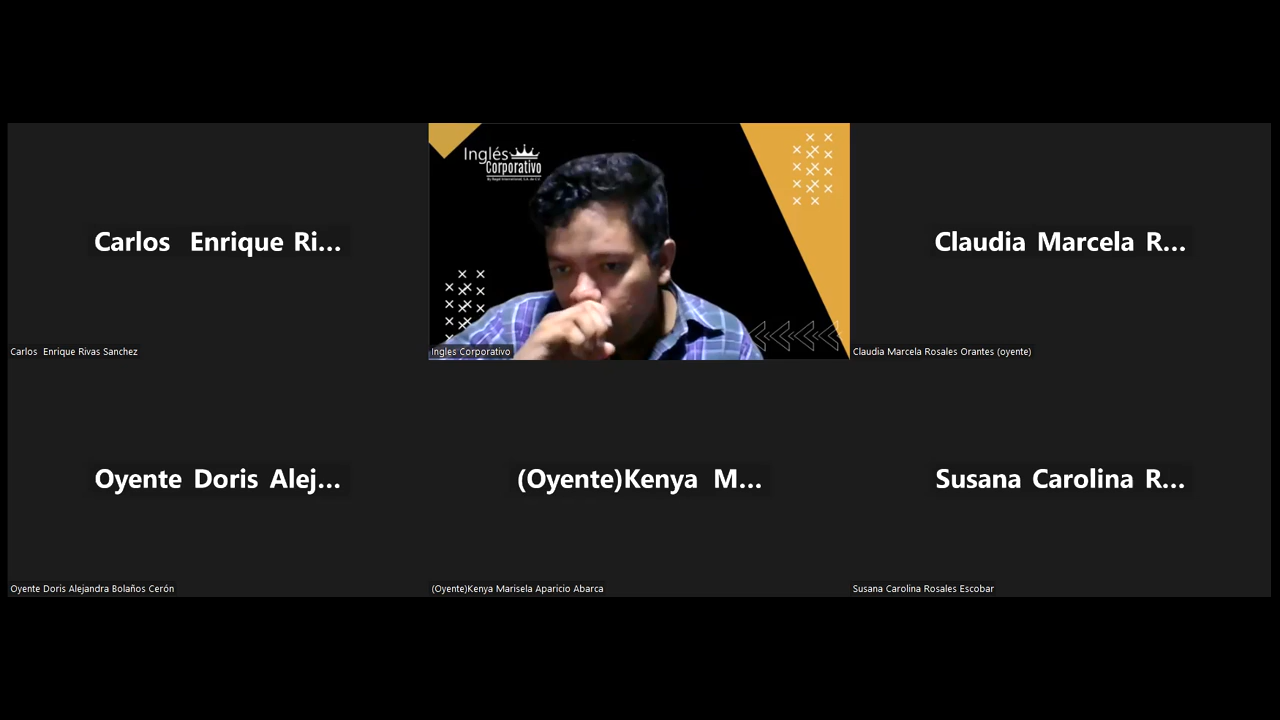 Carlos Enrique Ri...
Carlos Enrique Rivas Sanchez
Inglés
Corporativo
Ingles Corporativo
Claudia Marcela R...
Claudia Marcela Rosales Orantes (oyente)
Oyente Doris Alej...
Oyente Doris Alejandra Bolaños Cerón
(Oyente)Kenya M...
(Oyente)Kenya Marisela Aparicio Abarca
Susana Carolina R...
Susana Carolina Rosales Escobar